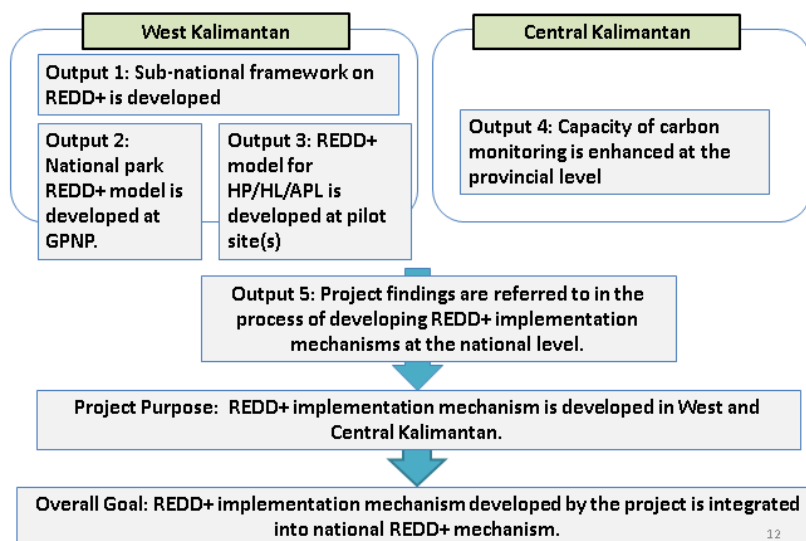 West Kalimantan
Central Kalimantan
Output 1: Sub-national framework on
REDD+ is developed
Output 2:
National park
REDD+ model is
developed at
GPNP.
Output 3: REDD+
model for
HP/HL/APL is
developed at pilot
site(s)
Output 4: Capacity of carbon
monitoring is enhanced at the
provincial level
Output 5: Project findings are referred to in the
process of developing REDD+ implementation
mechanisms at the national level.
Project Purpose: REDD+ implementation mechanism is developed in West and
Central Kalimantan.
Overall Goal: REDD+ implementation mechanism developed by the project is integrated
into national REDD+ mechanism.
12